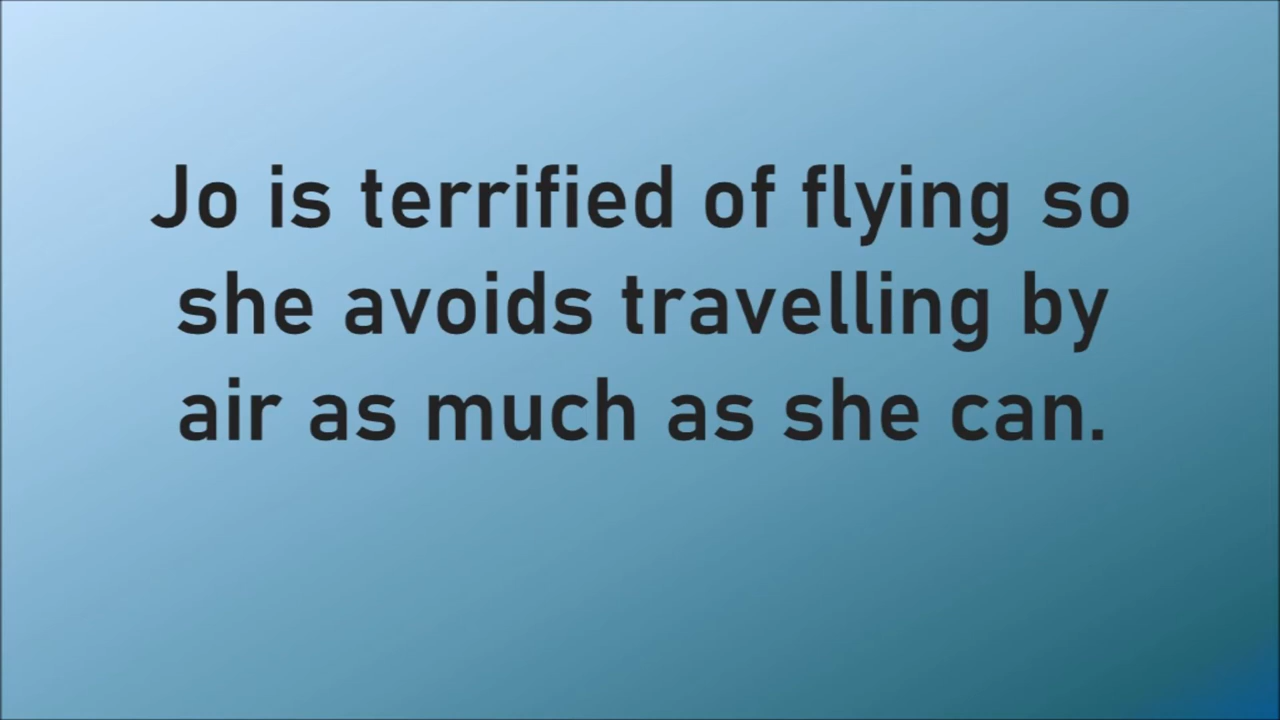 Jo is terrified of flying so
she avoids travelling by
air as much as she can.